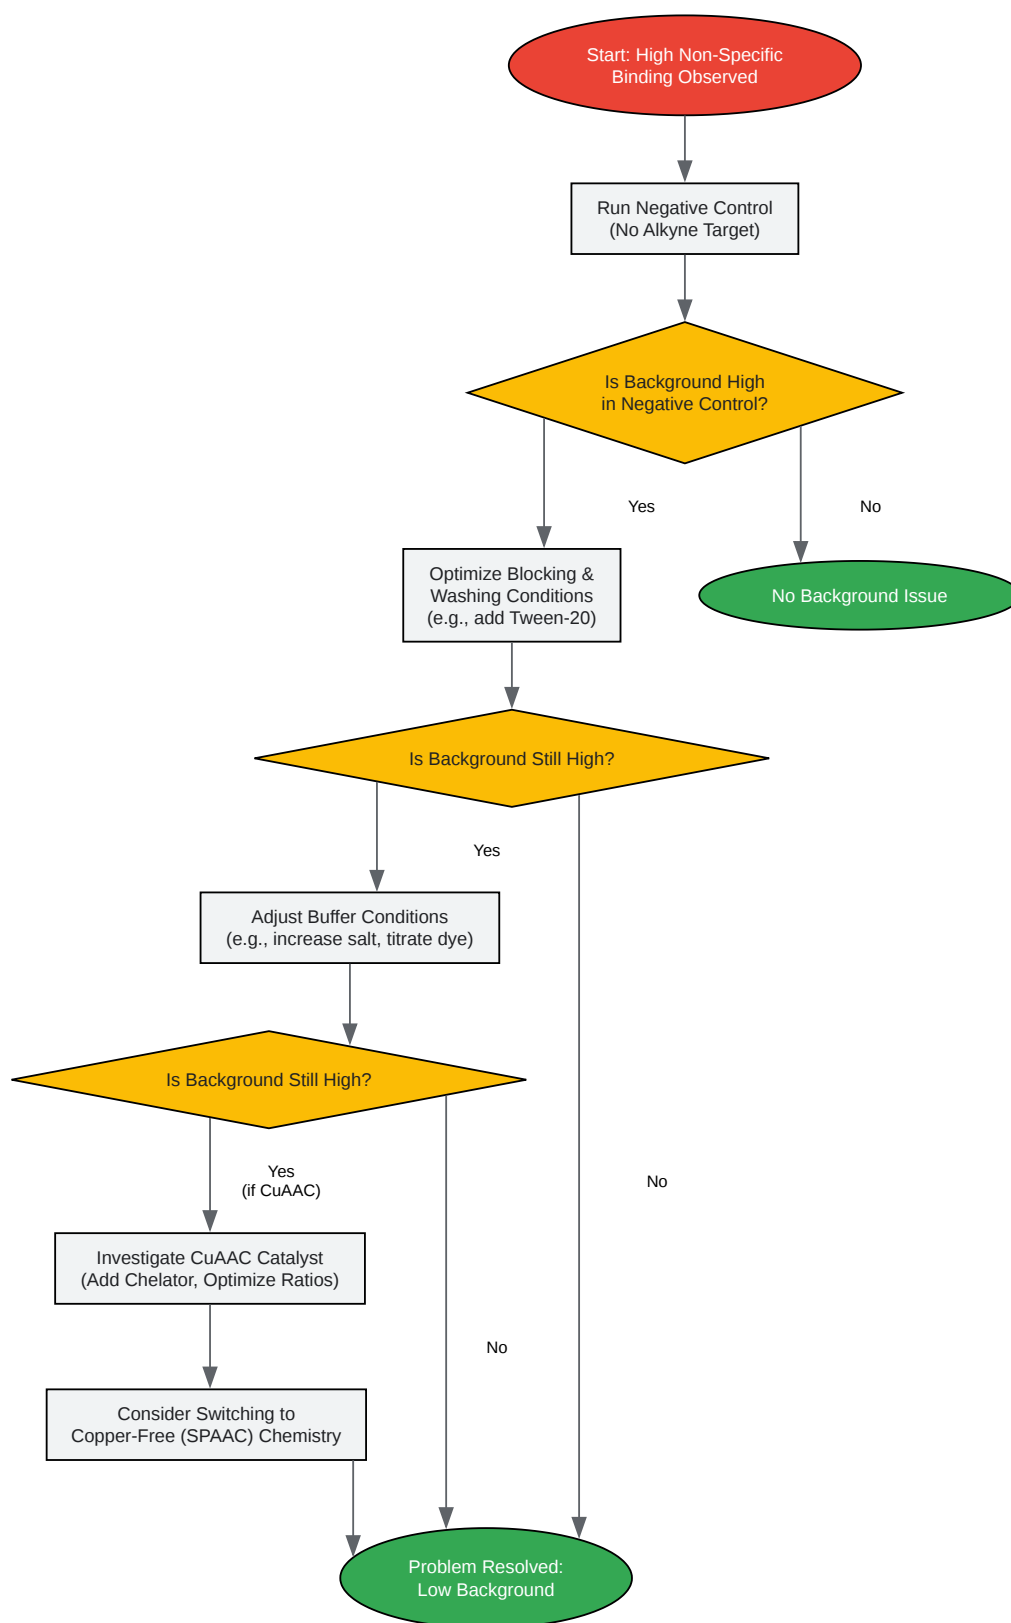 Start: High Non-Specific
Binding Observed
Run Negative Control
(No Alkyne Target)
Is Background High
in Negative Control?
Yes
No
Optimize Blocking &
Washing Conditions
(e.g., add Tween-20)
No Background Issue
Is Background Still High?
Yes
Adjust Buffer Conditions
(e.g., increase salt, titrate dye)
Is Background Still High?
Yes
(if CuAAC)
No
Investigate CuAAC Catalyst
(Add Chelator, Optimize Ratios)
No
Consider Switching to
Copper-Free (SPAAC) Chemistry
Problem Resolved:
Low Background